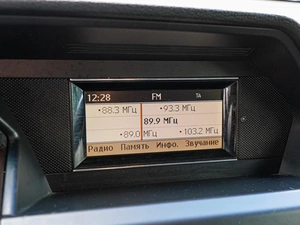 12:28 FM TA
•88.3 МГц •93.3 МГц
89.9 МГц
•89.0 МГц •103.2 МГц
Радио Память Инфо. Звучание